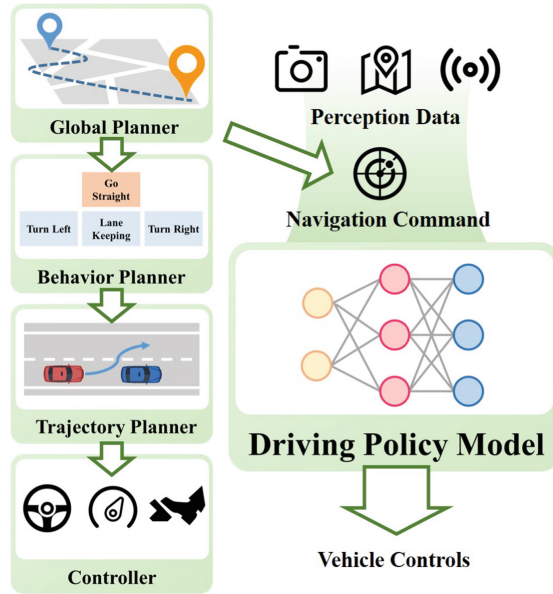 Global Planner
Go
Straight
Turn Left
Lane
Keeping
Turn Right
Behavior Planner
Trajectory Planner
Controller
Perception Data
Navigation Command
Driving Policy Model
Vehicle Controls